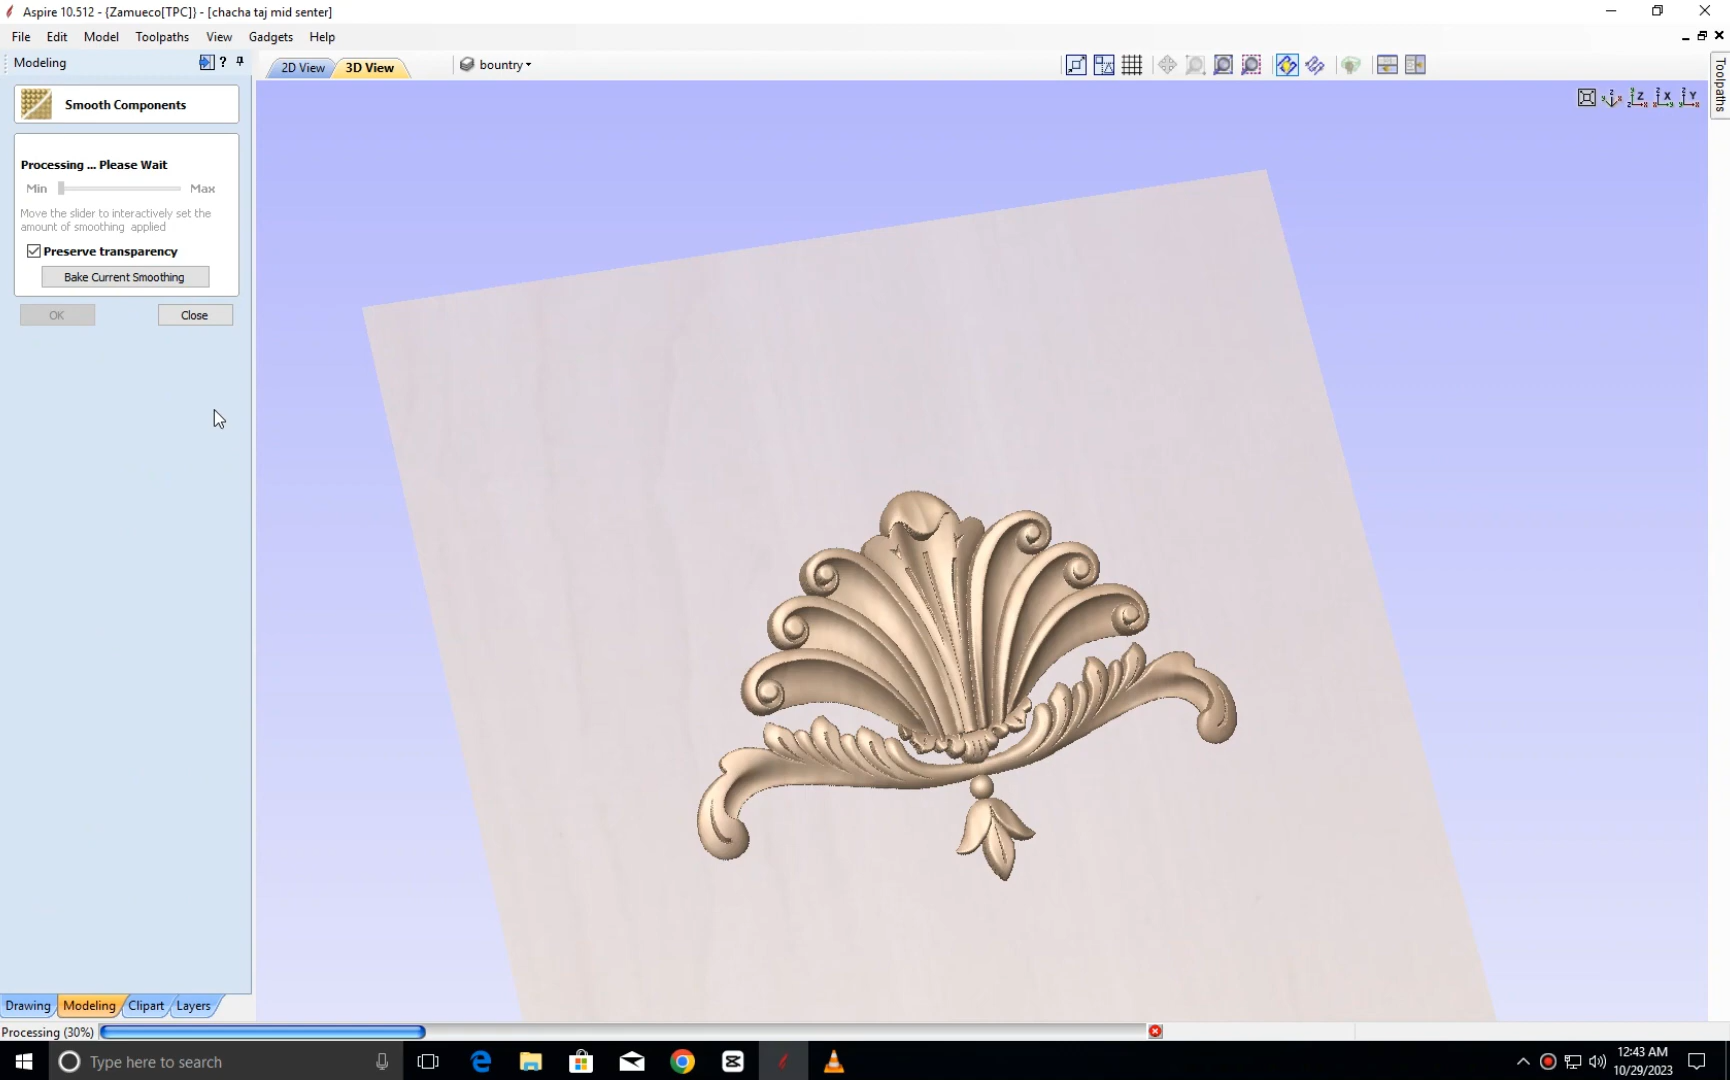 Aspire 10.512 - {Zamueco[TPC]} - [chacha taj mid senter]
File Edit Model Toolpaths View Gadgets Help
Modeling ?
2D View 3D View bountry
Toolpaths
Smooth Components
Processing ... Please Wait
Min Max
Move the slider to interactively set the
amount of smoothing applied
Preserve transparency
Bake Current Smoothing
OK Close
Drawing Modeling Clipart Layers
Processing (30%)
Type here to search
12:43 AM
10/29/2023